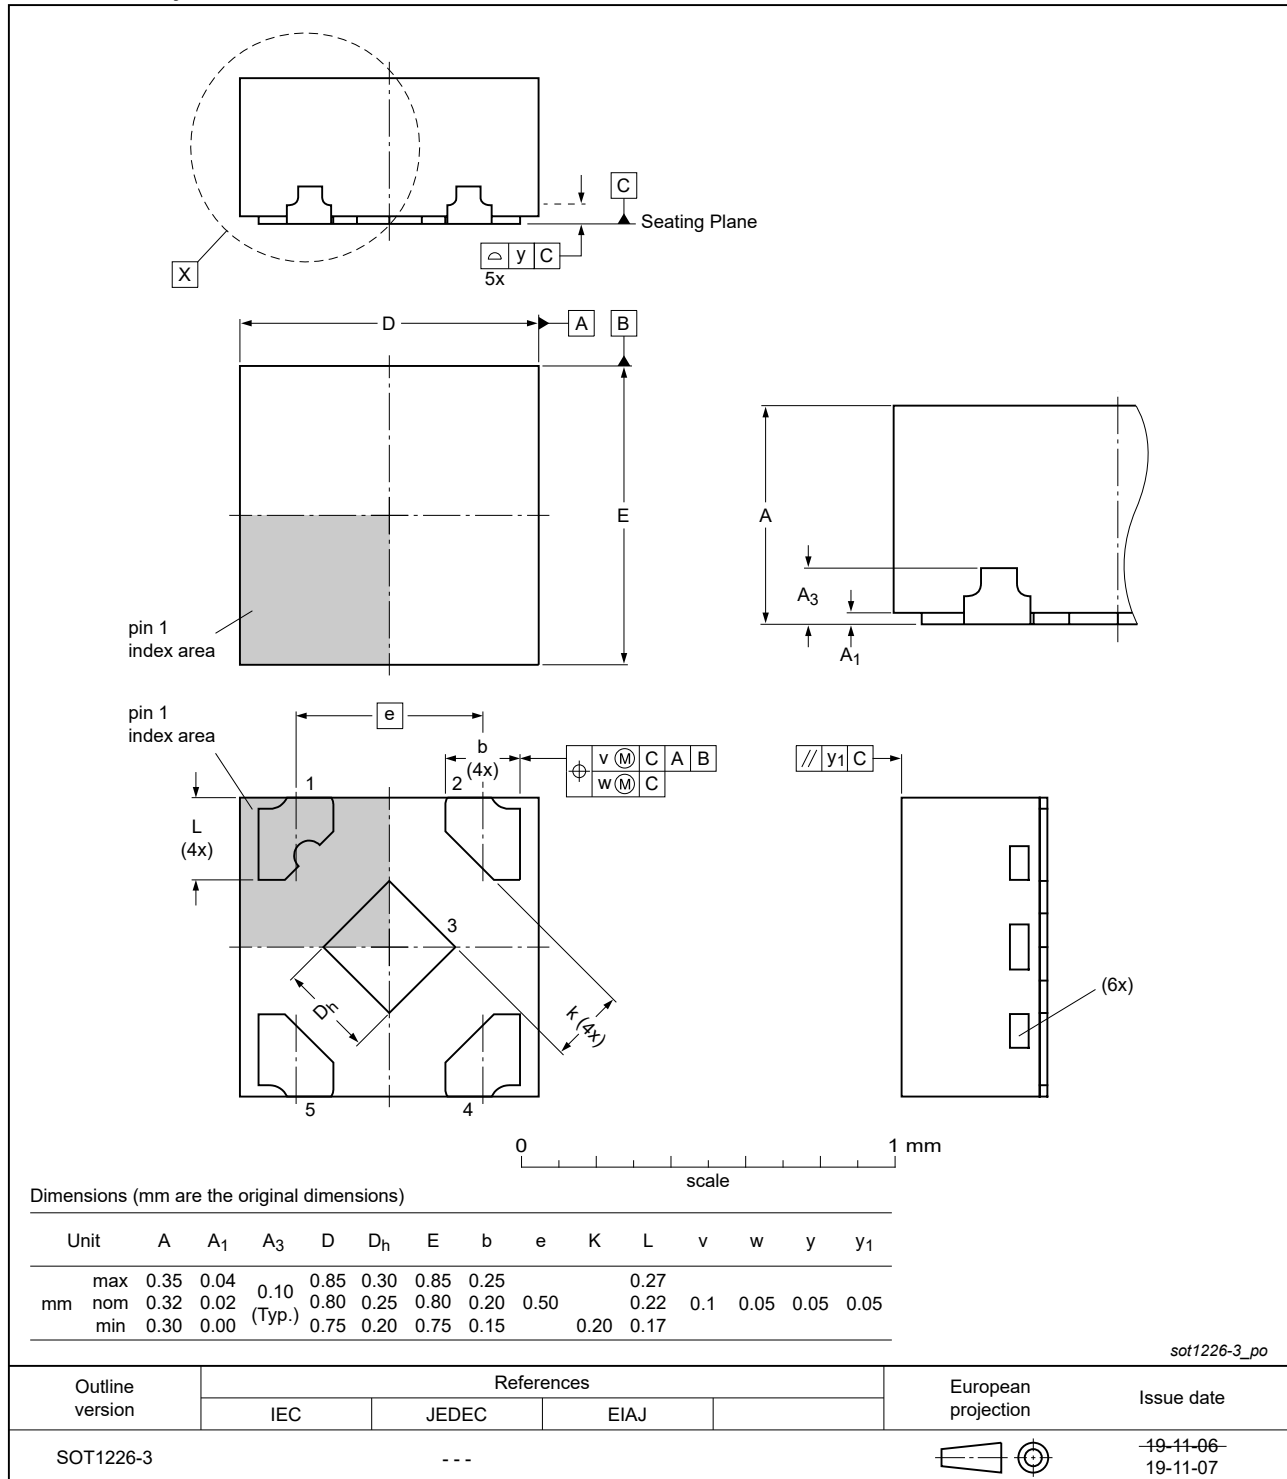 C
Seating Plane
⌓ y C
5x
X
D
A B
E
A
A3
A1
pin 1
index area
pin 1
index area
e
b
(4x)
⌖ v Ⓜ C A B
w Ⓜ C
// y1 C
1 2
L
(4x)
3
Dh
k (4x)
(6x)
5 4
0 1 mm
scale
Dimensions (mm are the original dimensions)
Unit A A1 A3 D Dh E b e K L v w y y1
max 0.35 0.04 0.85 0.30 0.85 0.25 0.27
mm nom 0.32 0.02 0.10 (Typ.) 0.80 0.25 0.80 0.20 0.50 0.22 0.1 0.05 0.05 0.05
min 0.30 0.00 0.75 0.20 0.75 0.15 0.20 0.17
sot1226-3_po
Outline
version
References
IEC JEDEC EIAJ
European
projection
Issue date
SOT1226-3
- - -
19-11-06
19-11-07